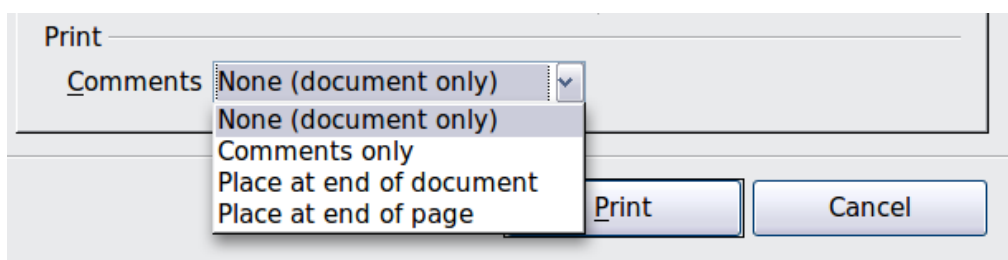 Print
Comments None (document only)
None (document only)
Comments only
Place at end of document
Place at end of page
Print Cancel